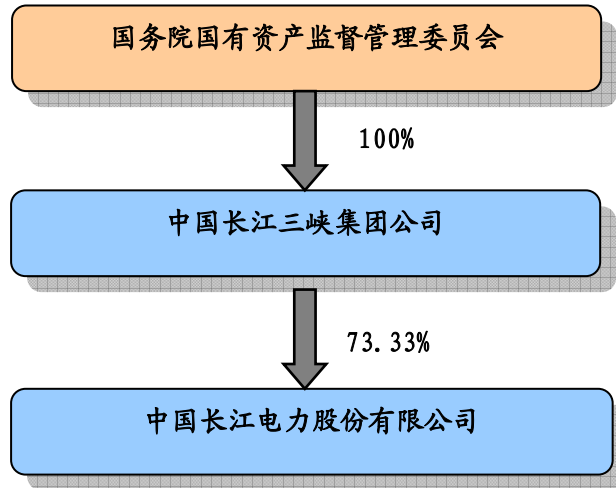 国务院国有资产监督管理委员会
100%
中国长江三峡集团公司
73.33%
中国长江电力股份有限公司